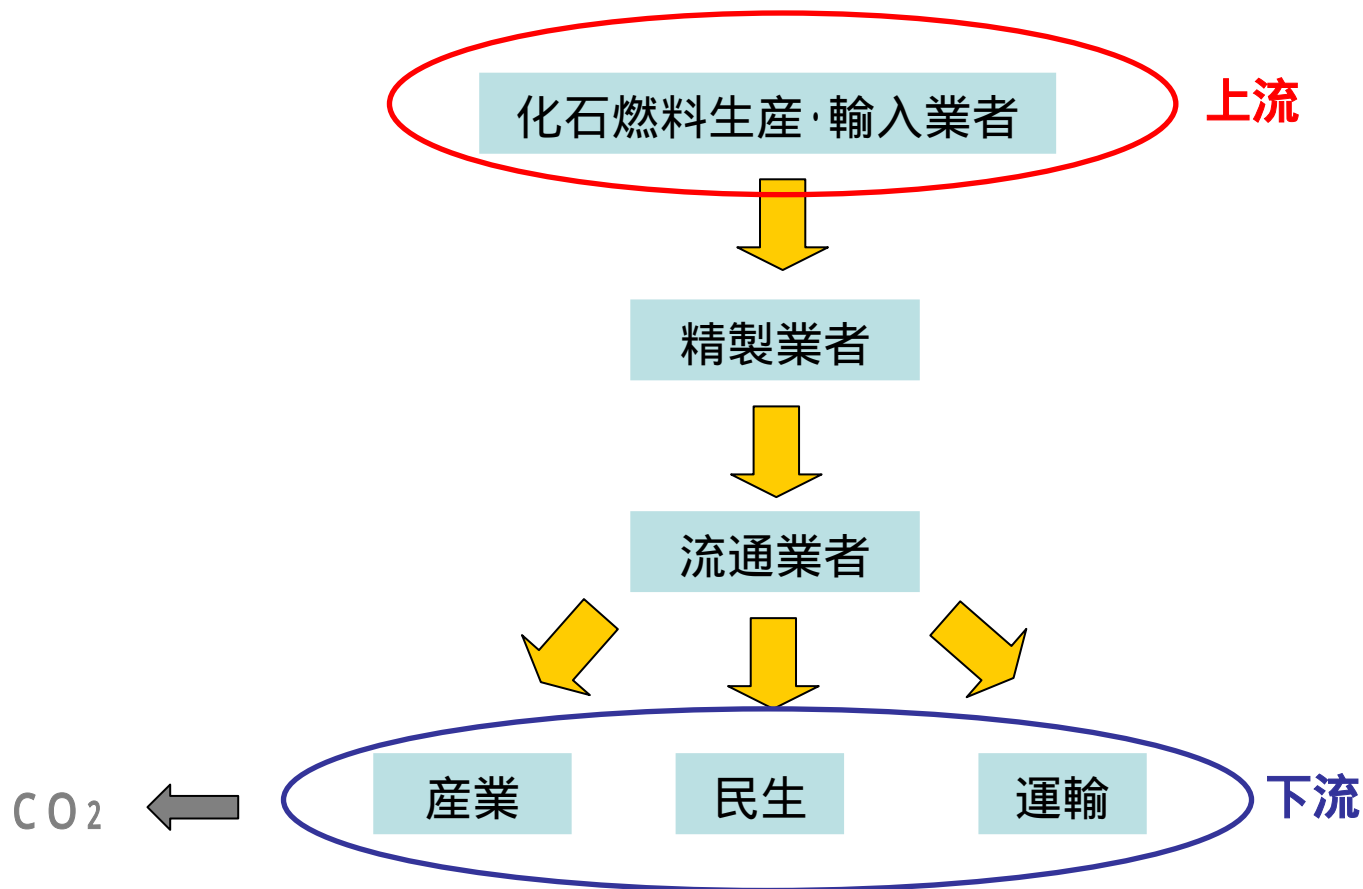 化石燃料生産・輸入業者
上流
精製業者
流通業者
産業
民生
運輸
下流
CO2